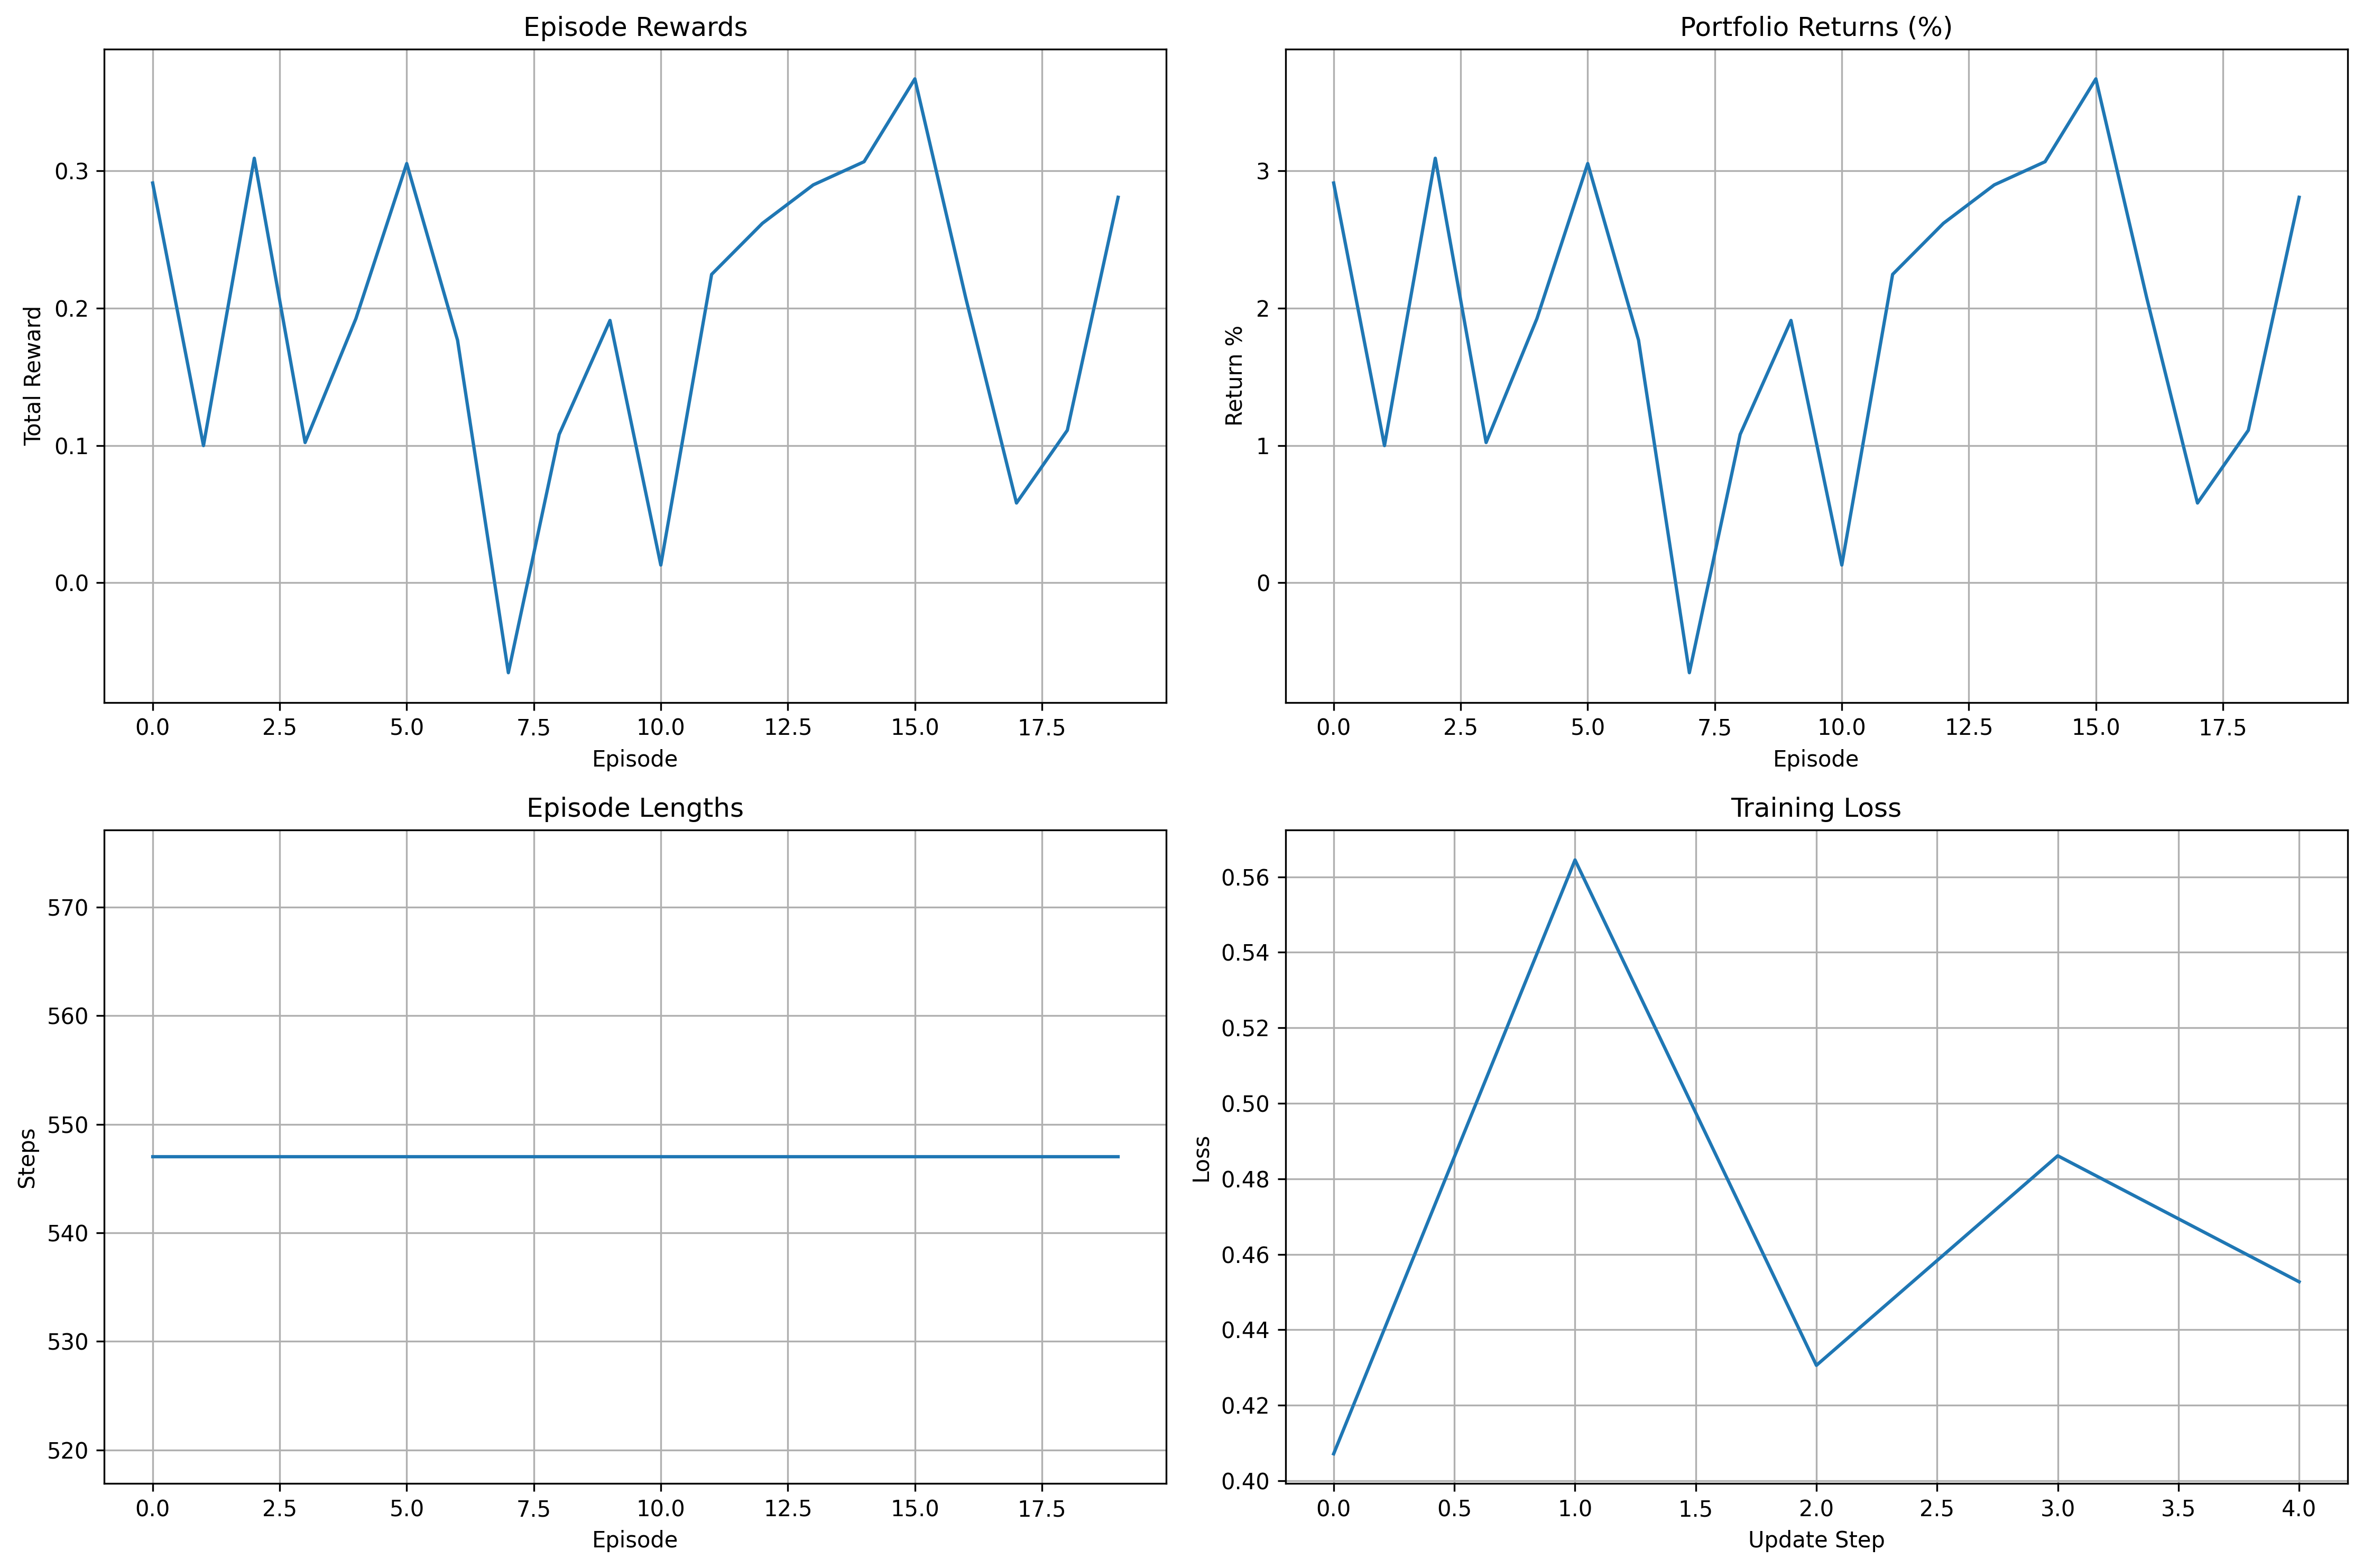 Episode Rewards
Total Reward
0.3
0.2
0.1
0.0
0.0 2.5 5.0 7.5 10.0 12.5 15.0 17.5
Episode
Portfolio Returns (%)
Return %
3
2
1
0
0.0 2.5 5.0 7.5 10.0 12.5 15.0 17.5
Episode
Episode Lengths
Steps
570
560
550
540
530
520
0.0 2.5 5.0 7.5 10.0 12.5 15.0 17.5
Episode
Training Loss
Loss
0.56
0.54
0.52
0.50
0.48
0.46
0.44
0.42
0.40
0.0 0.5 1.0 1.5 2.0 2.5 3.0 3.5 4.0
Update Step